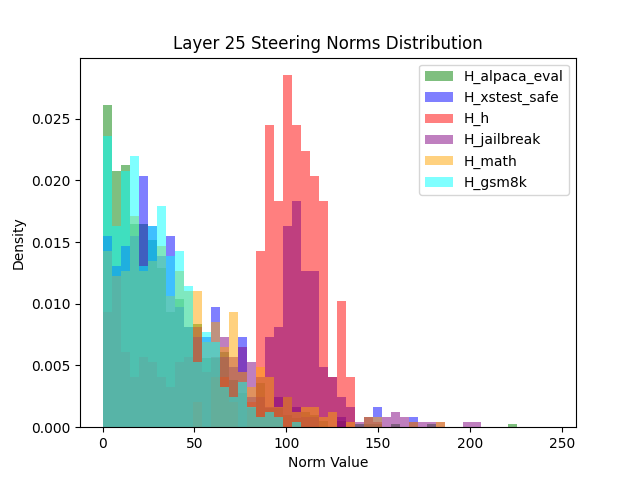 Layer 25 Steering Norms Distribution
H_alpaca_eval
H_xstest_safe
H_h
H_jailbreak
H_math
H_gsm8k
Density
0.025
0.020
0.015
0.010
0.005
0.000
0 50 100 150 200 250
Norm Value